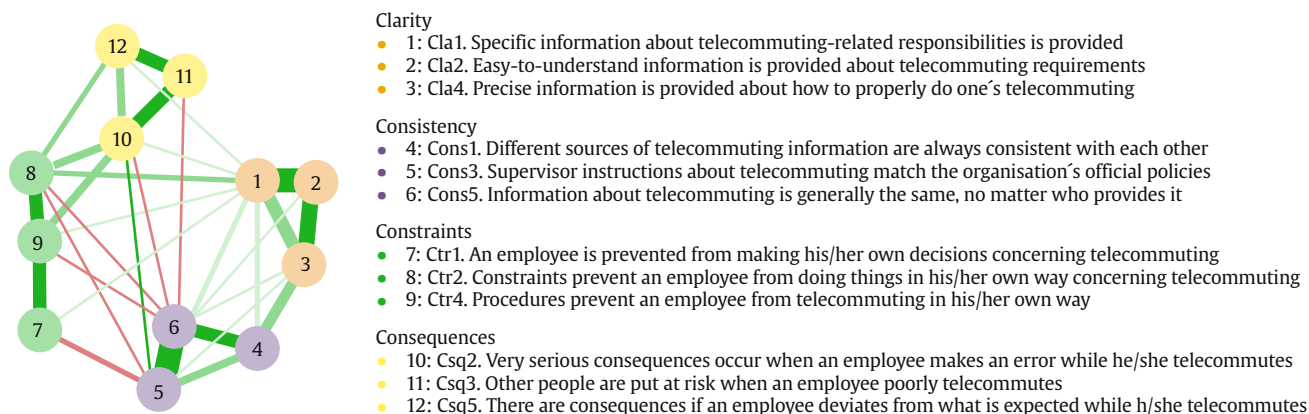 12
11
10
8
1
2
9
3
7
6
4
5
Clarity
1: Cla1. Specific information about telecommuting-related responsibilities is provided
2: Cla2. Easy-to-understand information is provided about telecommuting requirements
3: Cla4. Precise information is provided about how to properly do one´s telecommuting
Consistency
4: Cons1. Different sources of telecommuting information are always consistent with each other
5: Cons3. Supervisor instructions about telecommuting match the organisation´s official policies
6: Cons5. Information about telecommuting is generally the same, no matter who provides it
Constraints
7: Ctr1. An employee is prevented from making his/her own decisions concerning telecommuting
8: Ctr2. Constraints prevent an employee from doing things in his/her own way concerning telecommuting
9: Ctr4. Procedures prevent an employee from telecommuting in his/her own way
Consequences
10: Csq2. Very serious consequences occur when an employee makes an error while he/she telecommutes
11: Csq3. Other people are put at risk when an employee poorly telecommutes
12: Csq5. There are consequences if an employee deviates from what is expected while h/she telecommutes